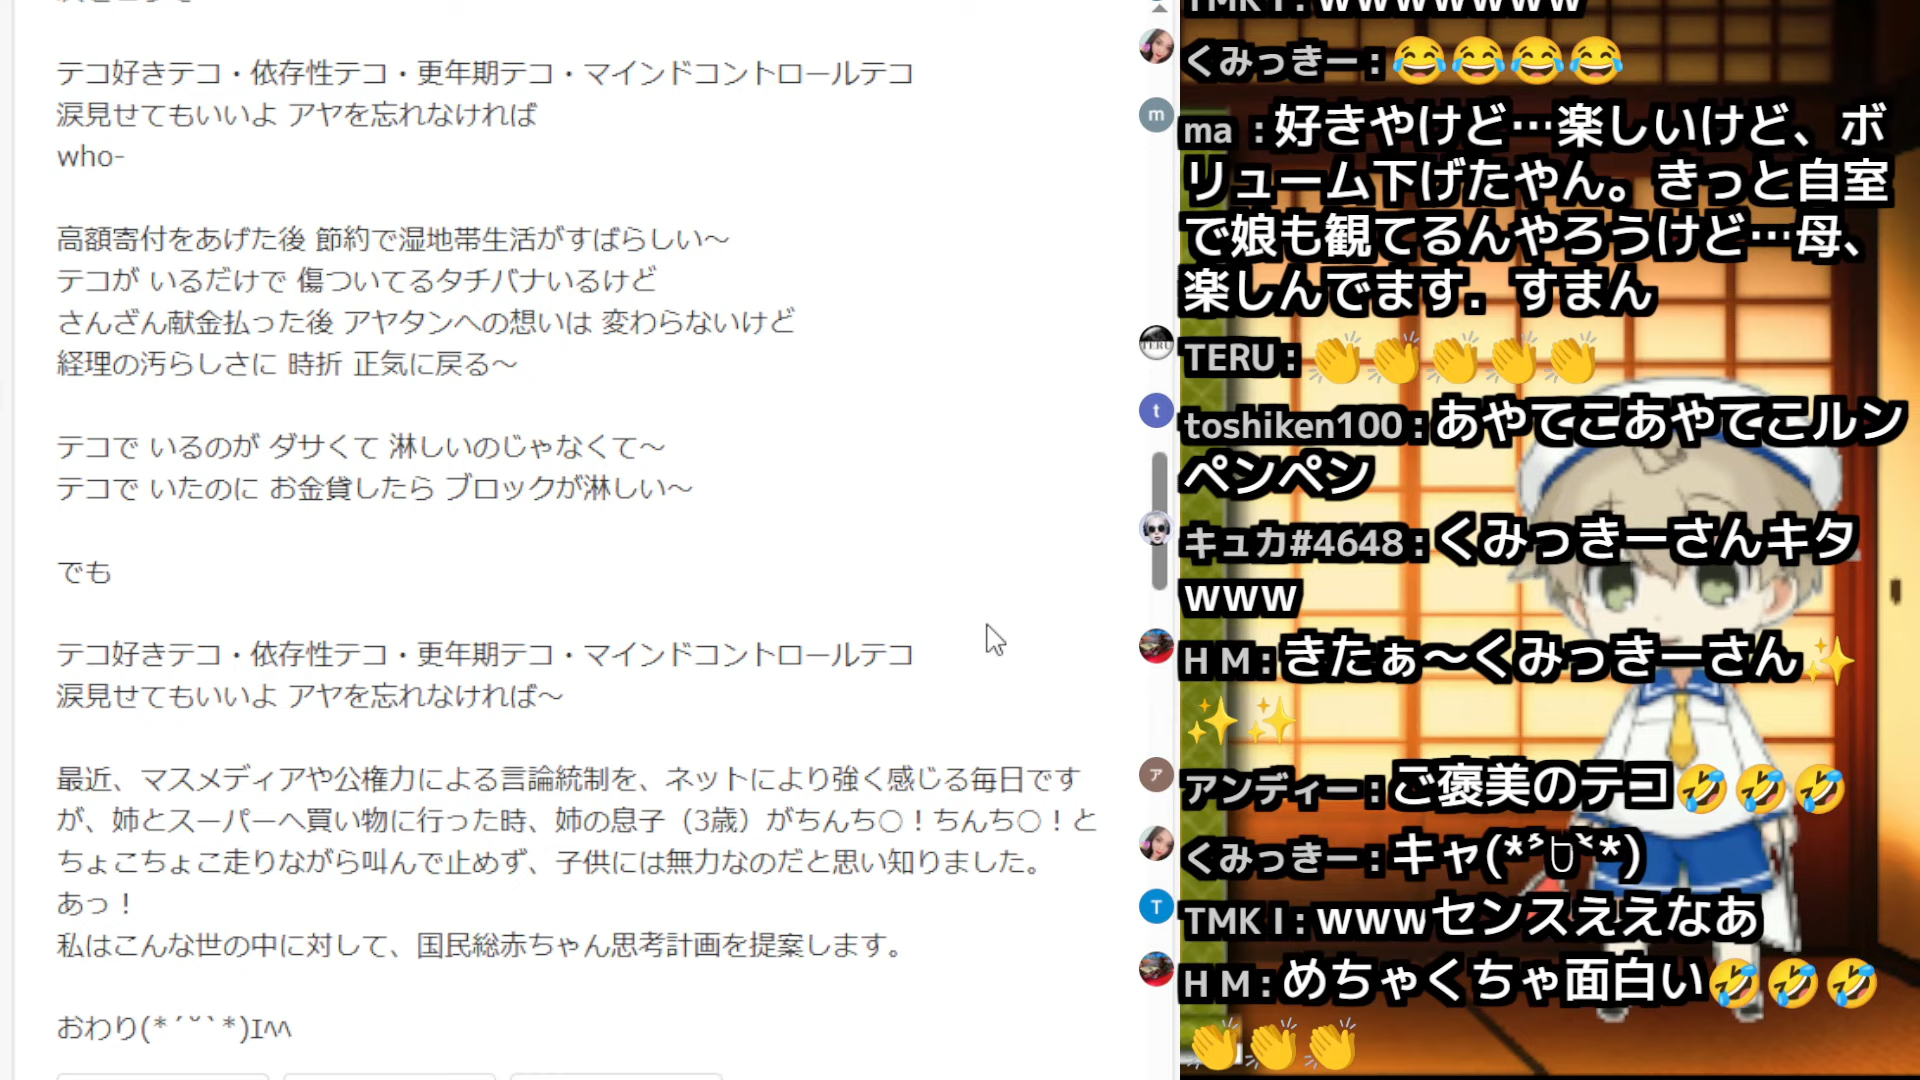 テコ好きテコ・依存性テコ・更年期テコ・マインドコントロールテコ
涙見せてもいいよ アヤを忘れなければ
who-
高額寄付をあげた後 節約で湿地帯生活がすばらしい〜
テコが いるだけで 傷ついてるタチバナいるけど
さんざん献金払った後 アヤタンへの想いは 変わらないけど
経理の汚らしさに 時折 正気に戻る〜
テコで いるのが ダサくて 淋しいのじゃなくて〜
テコで いたのに お金貸したら ブロックが淋しい〜
でも
テコ好きテコ・依存性テコ・更年期テコ・マインドコントロールテコ
涙見せてもいいよ アヤを忘れなければ〜
最近、マスメディアや公権力による言論統制を、ネットにより強く感じる毎日です
が、姉とスーパーへ買い物に行った時、姉の息子（3歳）がちんち○！ちんち○！と
ちょこちょこ走りながら叫んで止めず、子供には無力なのだと思い知りました。
あっ！
私はこんな世の中に対して、国民総赤ちゃん思考計画を提案します。
おわり(*´˘`*)ｴﾍﾍ
TMK I : wwwwwwww
くみっきー : 😂😂😂😂
m
ma : 好きやけど…楽しいけど、ボ
リューム下げたやん。きっと自室
で娘も観てるんやろうけど…母、
楽しんでます．すまん
TERU
TERU : 👏👏👏👏👏
t
toshiken100 : あやてこあやてこルン
ペンペン
キュカ#4648 : くみっきーさんキタ
www
H M : きたぁ〜くみっきーさん✨
✨✨
ア
アンディー : ご褒美のテコ🤣🤣🤣
くみっきー : キャ(*ˊᗜˋ*)
T
TMK I : wwwセンスええなあ
H M : めちゃくちゃ面白い🤣🤣🤣
👏👏👏